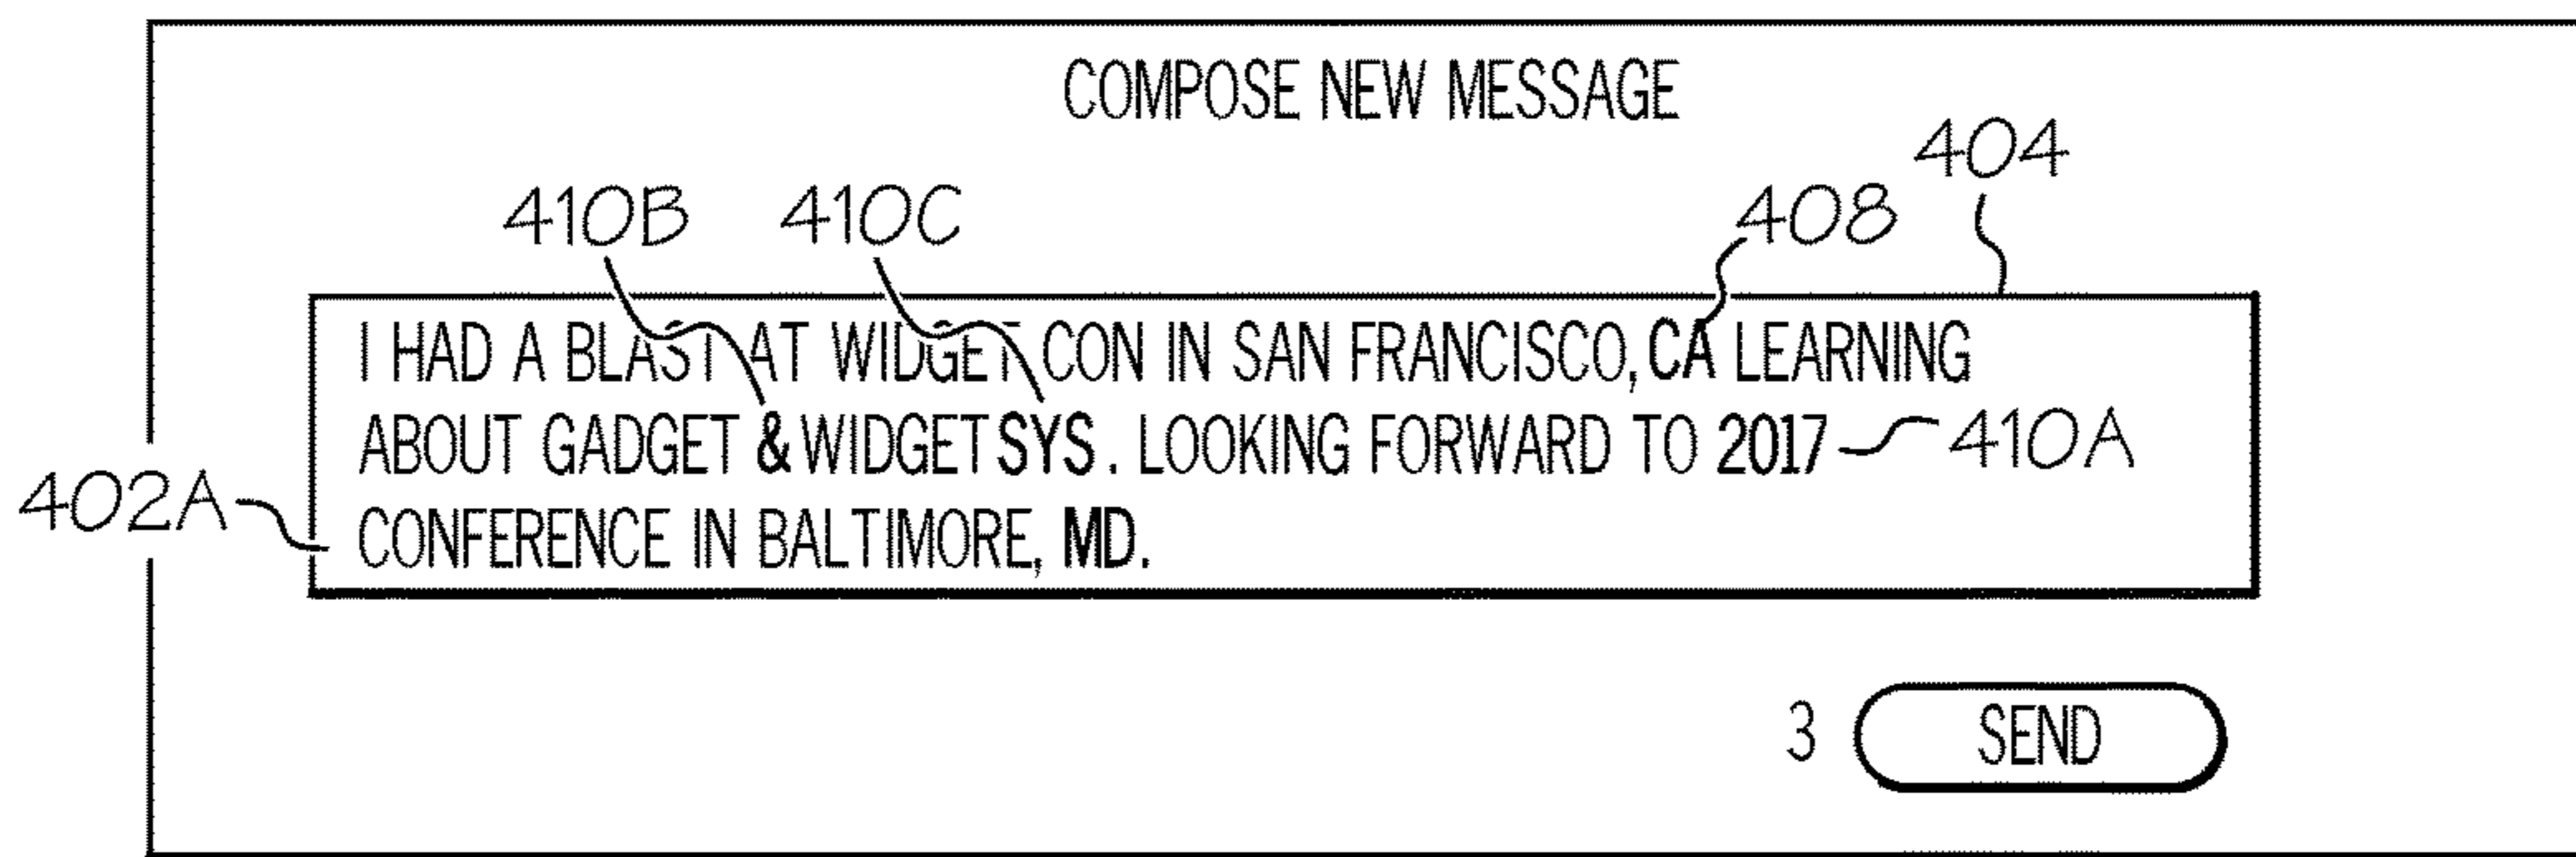 COMPOSE NEW MESSAGE
404
410B 410C 408
I HAD A BLAST AT WIDGET CON IN SAN FRANCISCO, CA LEARNING
ABOUT GADGET & WIDGET SYS. LOOKING FORWARD TO 2017 410A
402A
CONFERENCE IN BALTIMORE, MD.
3 SEND